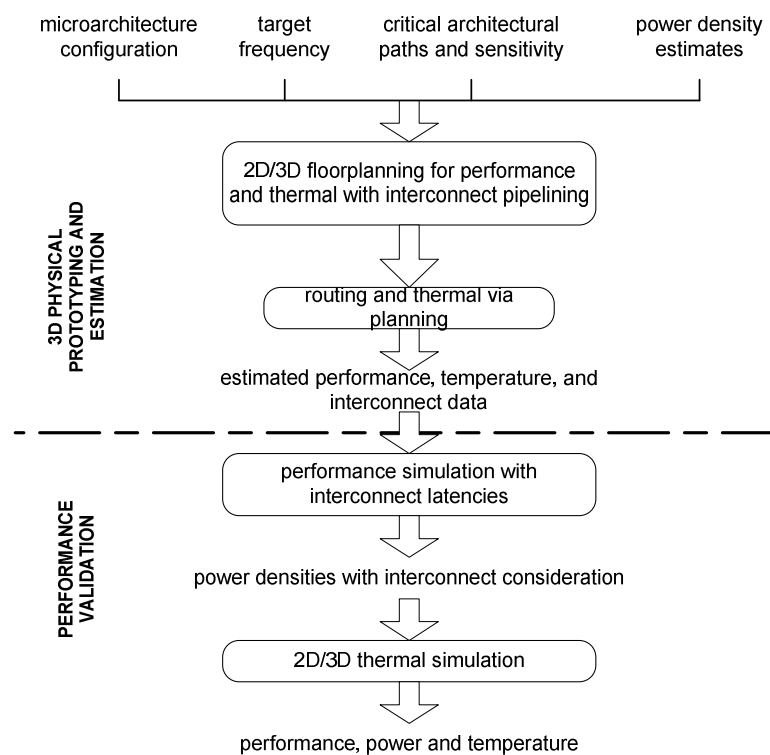 microarchitecture
configuration
target
frequency
critical architectural
paths and sensitivity
power density
estimates
2D/3D floorplanning for performance
and thermal with interconnect pipelining
3D PHYSICAL
PROTOTYPING AND
ESTIMATION
routing and thermal via
planning
estimated performance, temperature, and
interconnect data
performance simulation with
interconnect latencies
PERFORMANCE
VALIDATION
power densities with interconnect consideration
2D/3D thermal simulation
performance, power and temperature